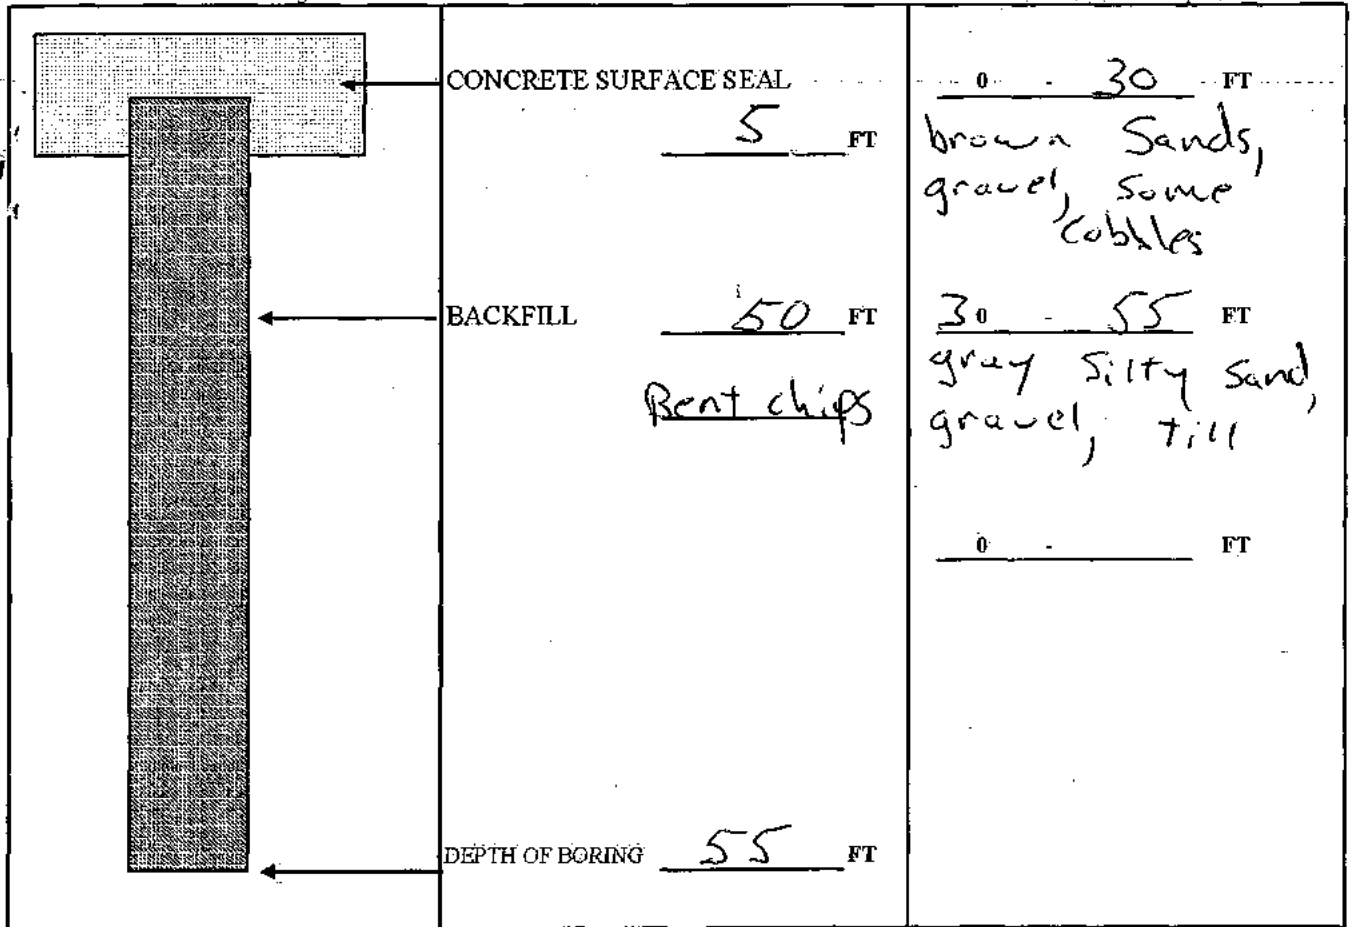 CONCRETE SURFACE SEAL
5 FT
BACKFILL 50 FT
Bent chips
DEPTH OF BORING 55 FT
0 - 30 FT
brown Sands,
gravel, some
cobbles
30 - 55 FT
gray silty sand,
gravel, till
0 - FT